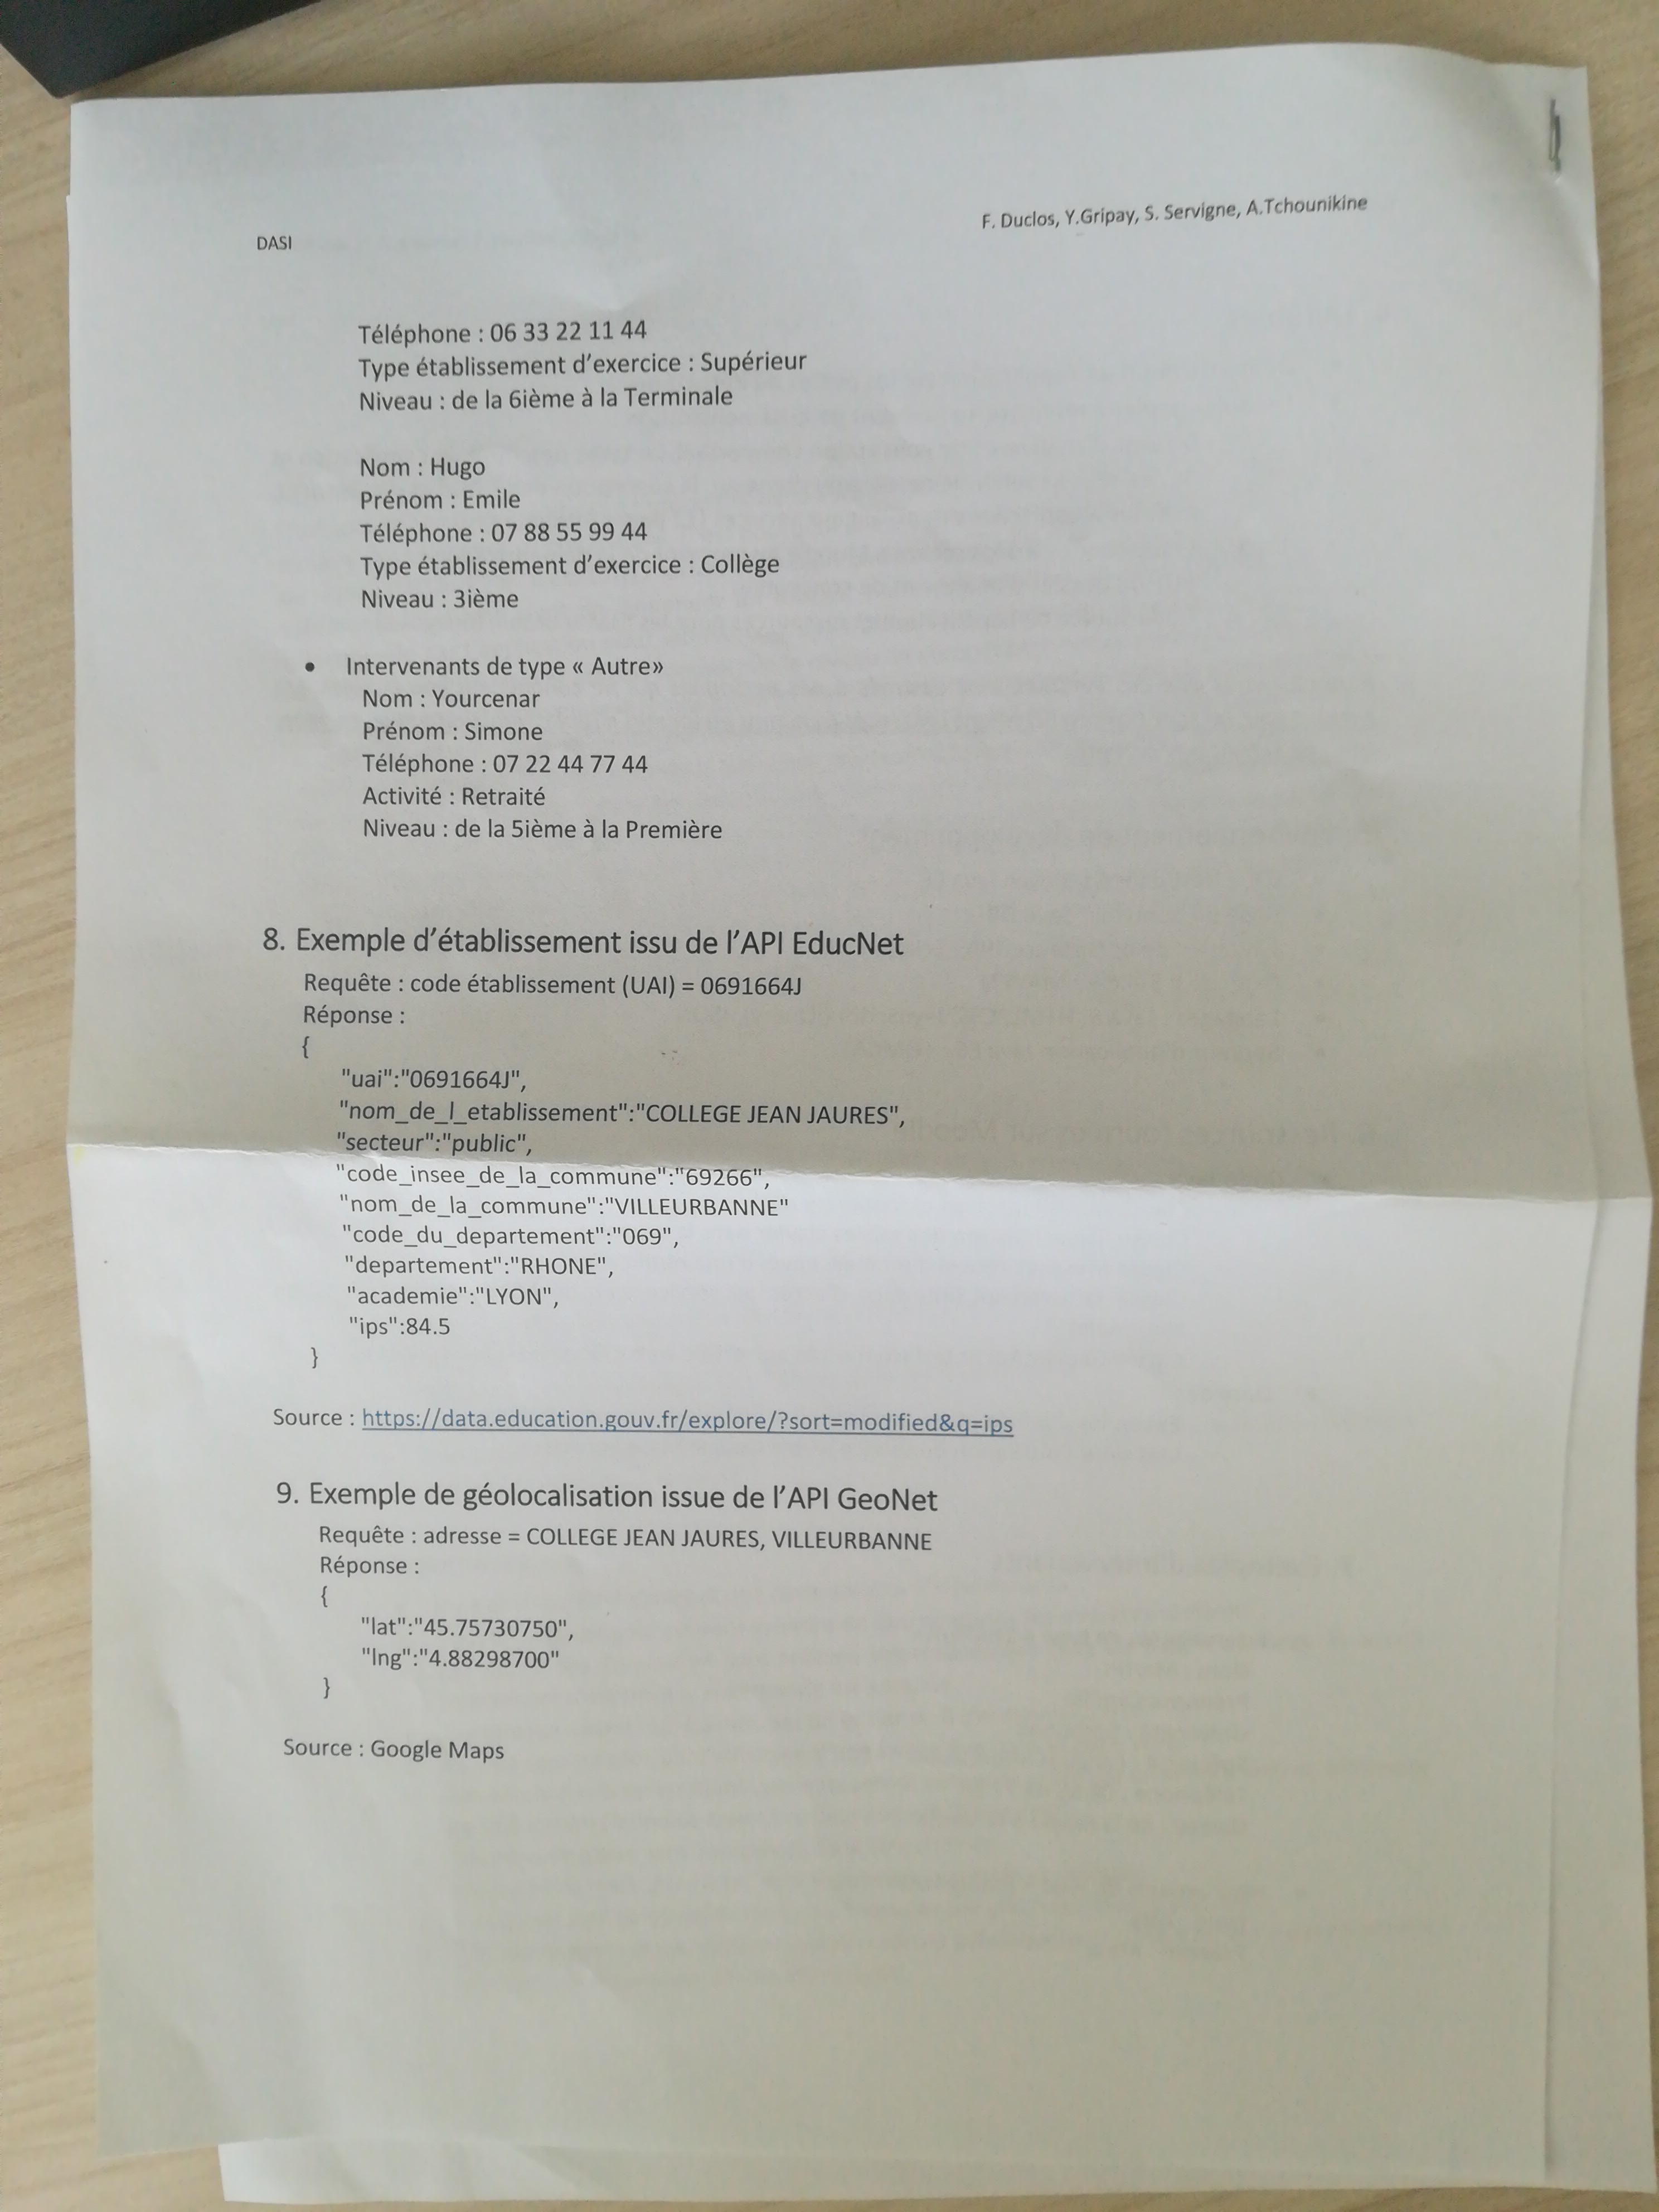 DASI
F. Duclos, Y.Gripay, S. Servigne, A.Tchounikine
Téléphone : 06 33 22 11 44
Type établissement d'exercice : Supérieur
Niveau : de la 6ième à la Terminale
Nom : Hugo
Prénom : Emile
Téléphone : 07 88 55 99 44
Type établissement d'exercice : Collège
Niveau : 3ième
• Intervenants de type « Autre»
Nom : Yourcenar
Prénom : Simone
Téléphone : 07 22 44 77 44
Activité : Retraité
Niveau : de la 5ième à la Première
8. Exemple d'établissement issu de l'API EducNet
Requête : code établissement (UAI) = 0691664J
Réponse :
{
"uai":"0691664J",
"nom_de_l_etablissement":"COLLEGE JEAN JAURES",
"secteur":"public",
"code_insee_de_la_commune":"69266",
"nom_de_la_commune":"VILLEURBANNE"
"code_du_departement":"069",
"departement":"RHONE",
"academie":"LYON",
"ips":84.5
}
Source : https://data.education.gouv.fr/explore/?sort=modified&q=ips
9. Exemple de géolocalisation issue de l'API GeoNet
Requête : adresse = COLLEGE JEAN JAURES, VILLEURBANNE
Réponse :
{
"lat":"45.75730750",
"lng":"4.88298700"
}
Source : Google Maps